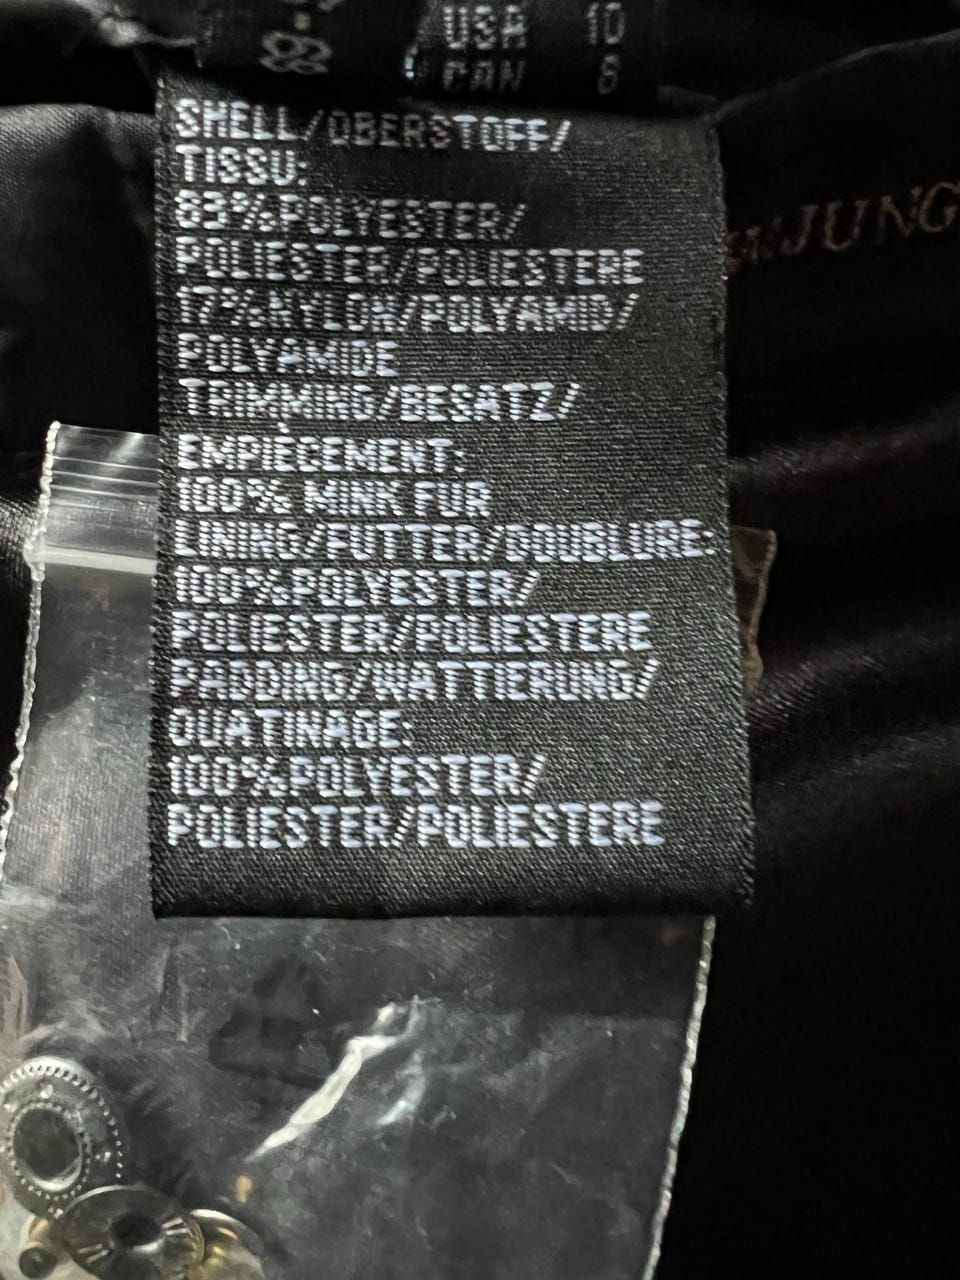 USA 10
CAN 8
SHELL/OBERSTOFF/
TISSU:
83%POLYESTER/
POLIESTER/POLIESTERE
17%NYLON/POLYAMID/
POLYAMIDE
TRIMMING/BESATZ/
EMPIECEMENT:
100% MINK FUR
LINING/FUTTER/DOUBLURE:
100%POLYESTER/
POLIESTER/POLIESTERE
PADDING/WATTIERUNG/
OUATINAGE:
100%POLYESTER/
POLIESTER/POLIESTERE
JUNG